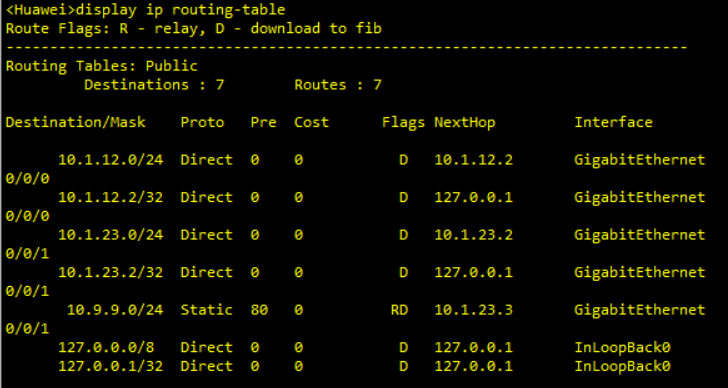 <Huawei>display ip routing-table
Route Flags: R - relay, D - download to fib
------------------------------------------------------------------------------
Routing Tables: Public
         Destinations : 7        Routes : 7
Destination/Mask    Proto   Pre  Cost      Flags NextHop         Interface
      10.1.12.0/24  Direct  0    0           D   10.1.12.2       GigabitEthernet
0/0/0
      10.1.12.2/32  Direct  0    0           D   127.0.0.1       GigabitEthernet
0/0/0
      10.1.23.0/24  Direct  0    0           D   10.1.23.2       GigabitEthernet
0/0/1
      10.1.23.2/32  Direct  0    0           D   127.0.0.1       GigabitEthernet
0/0/1
       10.9.9.0/24  Static  80   0          RD   10.1.23.3       GigabitEthernet
0/0/1
      127.0.0.0/8   Direct  0    0           D   127.0.0.1       InLoopBack0
      127.0.0.1/32  Direct  0    0           D   127.0.0.1       InLoopBack0